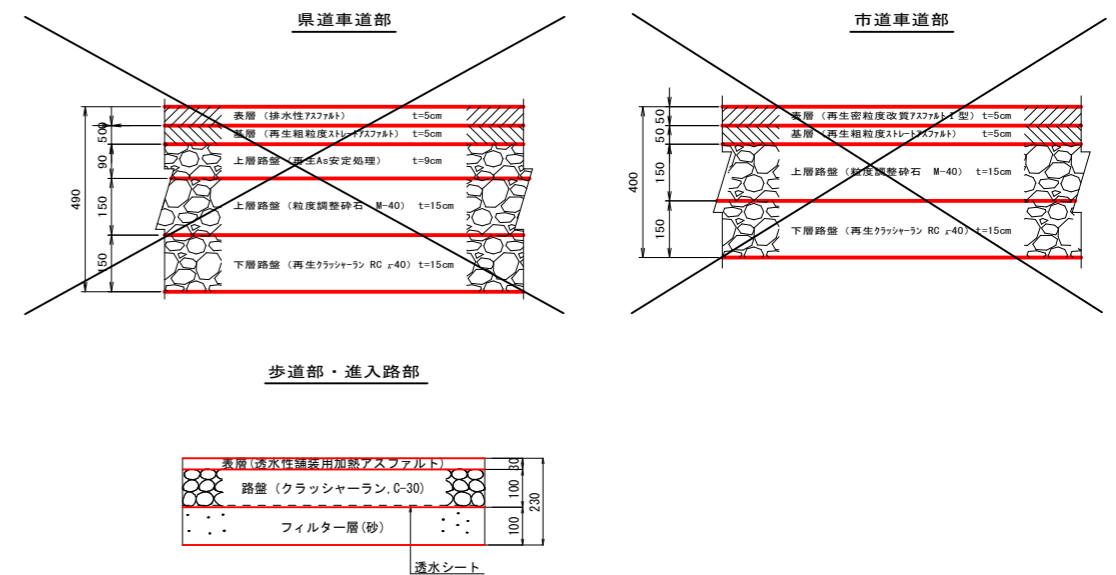 県道車道部
市道車道部
表層（排水性アスファルト） t=5cm
基層（再生粗粒度ストレートアスファルト） t=5cm
上層路盤（再生As安定処理） t=9cm
上層路盤（粒度調整砕石 M-40） t=15cm
下層路盤（再生クラッシャーラン RC -40）t=15cm
500
90
150
150
490
表層（再生密粒度改質アスファルトⅠ型） t=5cm
基層（再生粗粒度ストレートアスファルト） t=5cm
上層路盤（粒度調整砕石 M-40）t=15cm
下層路盤（再生クラッシャーラン RC -40）t=15cm
50
50
150
150
400
歩道部・進入路部
表層(透水性舗装用加熱アスファルト)
路盤（クラッシャーラン,C-30)
フィルター層(砂)
透水シート
30
100
100
230